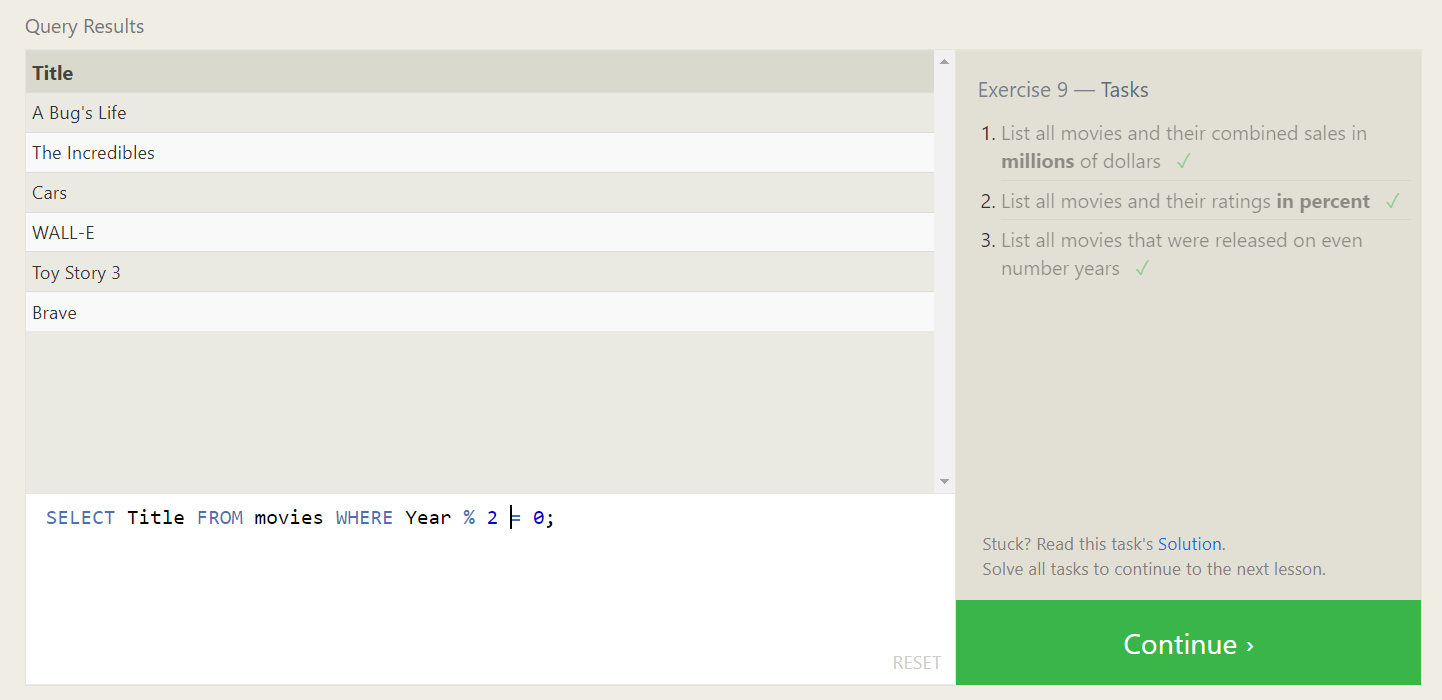 Query Results
Title
A Bug's Life
The Incredibles
Cars
WALL-E
Toy Story 3
Brave
SELECT Title FROM movies WHERE Year % 2 = 0;
RESET
Exercise 9 — Tasks
1. List all movies and their combined sales in
millions of dollars ✓
2. List all movies and their ratings in percent ✓
3. List all movies that were released on even
number years ✓
Stuck? Read this task's Solution.
Solve all tasks to continue to the next lesson.
Continue ›